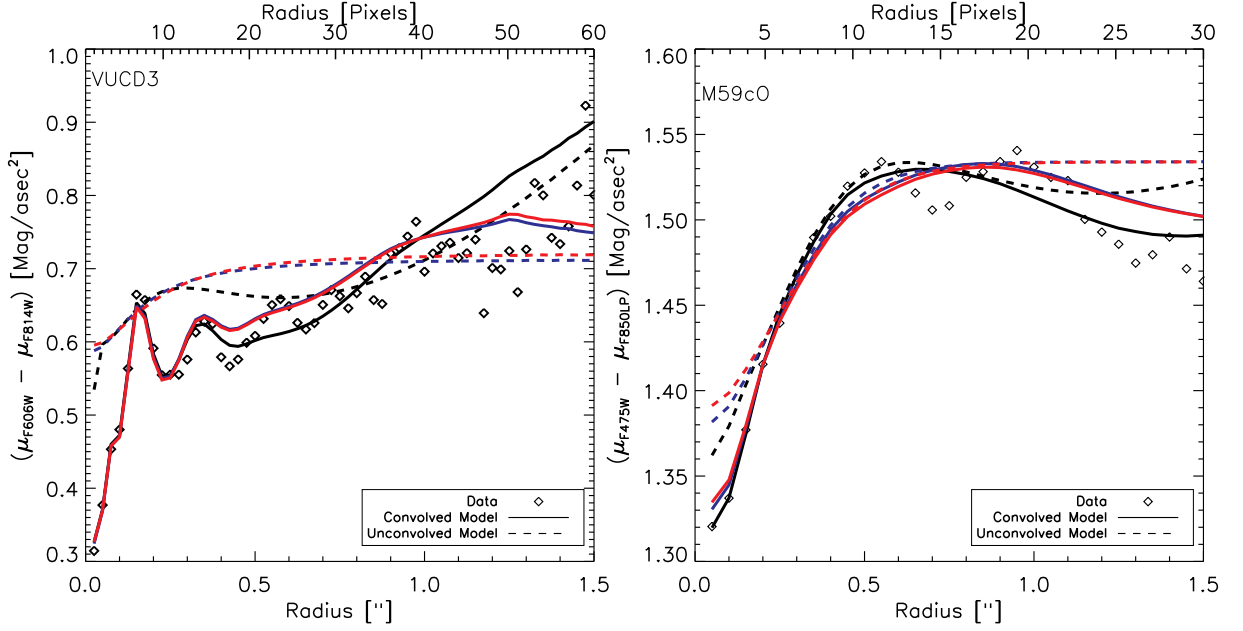 Radius [Pixels]
0 10 20 30 40 50 60
1.0
0.9
0.8
0.7
0.6
0.5
0.4
0.3
(μF606W − μF814W) [Mag/asec²]
VUCD3
Data
Convolved Model
Unconvolved Model
0.0 0.5 1.0 1.5
Radius ["]
Radius [Pixels]
0 5 10 15 20 25 30
1.60
1.55
1.50
1.45
1.40
1.35
1.30
(μF475W − μF850LP) [Mag/asec²]
M59cO
Data
Convolved Model
Unconvolved Model
0.0 0.5 1.0 1.5
Radius ["]